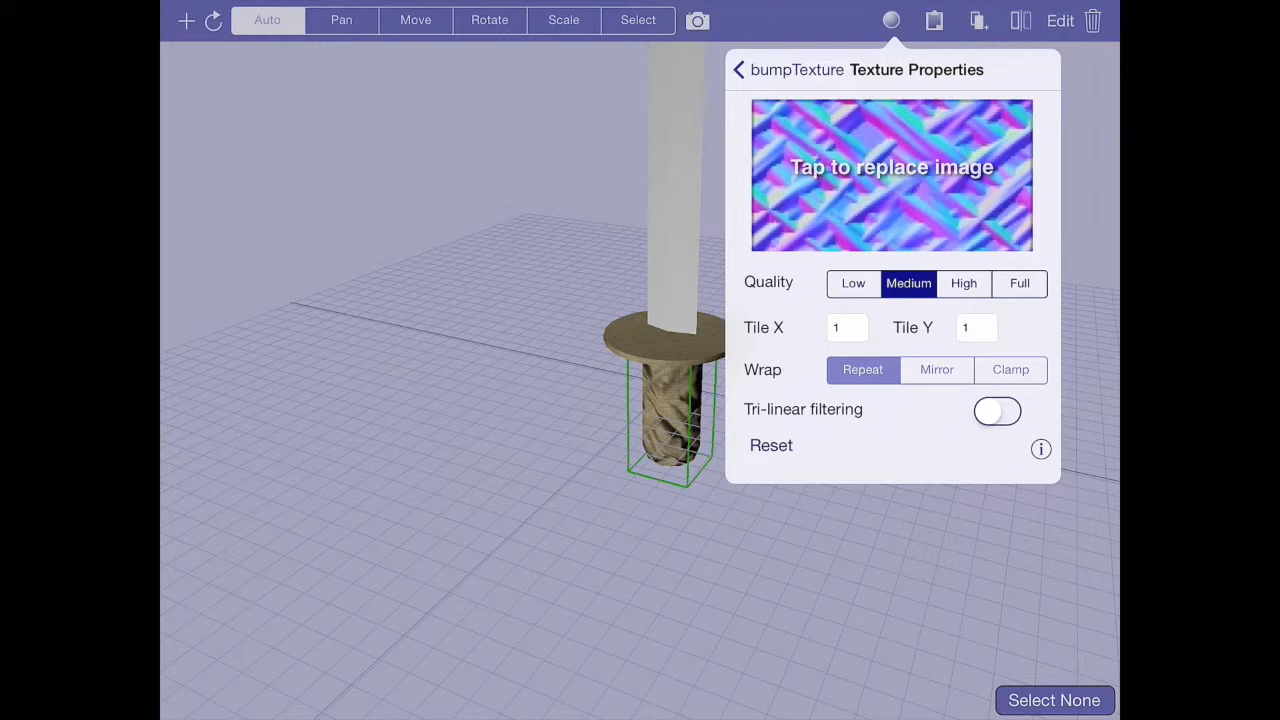 Auto Pan Move Rotate Scale Select Edit
bumpTexture Texture Properties
Tap to replace image
Quality Low Medium High Full
Tile X 1 Tile Y 1
Wrap Repeat Mirror Clamp
Tri-linear filtering
Reset
Select None